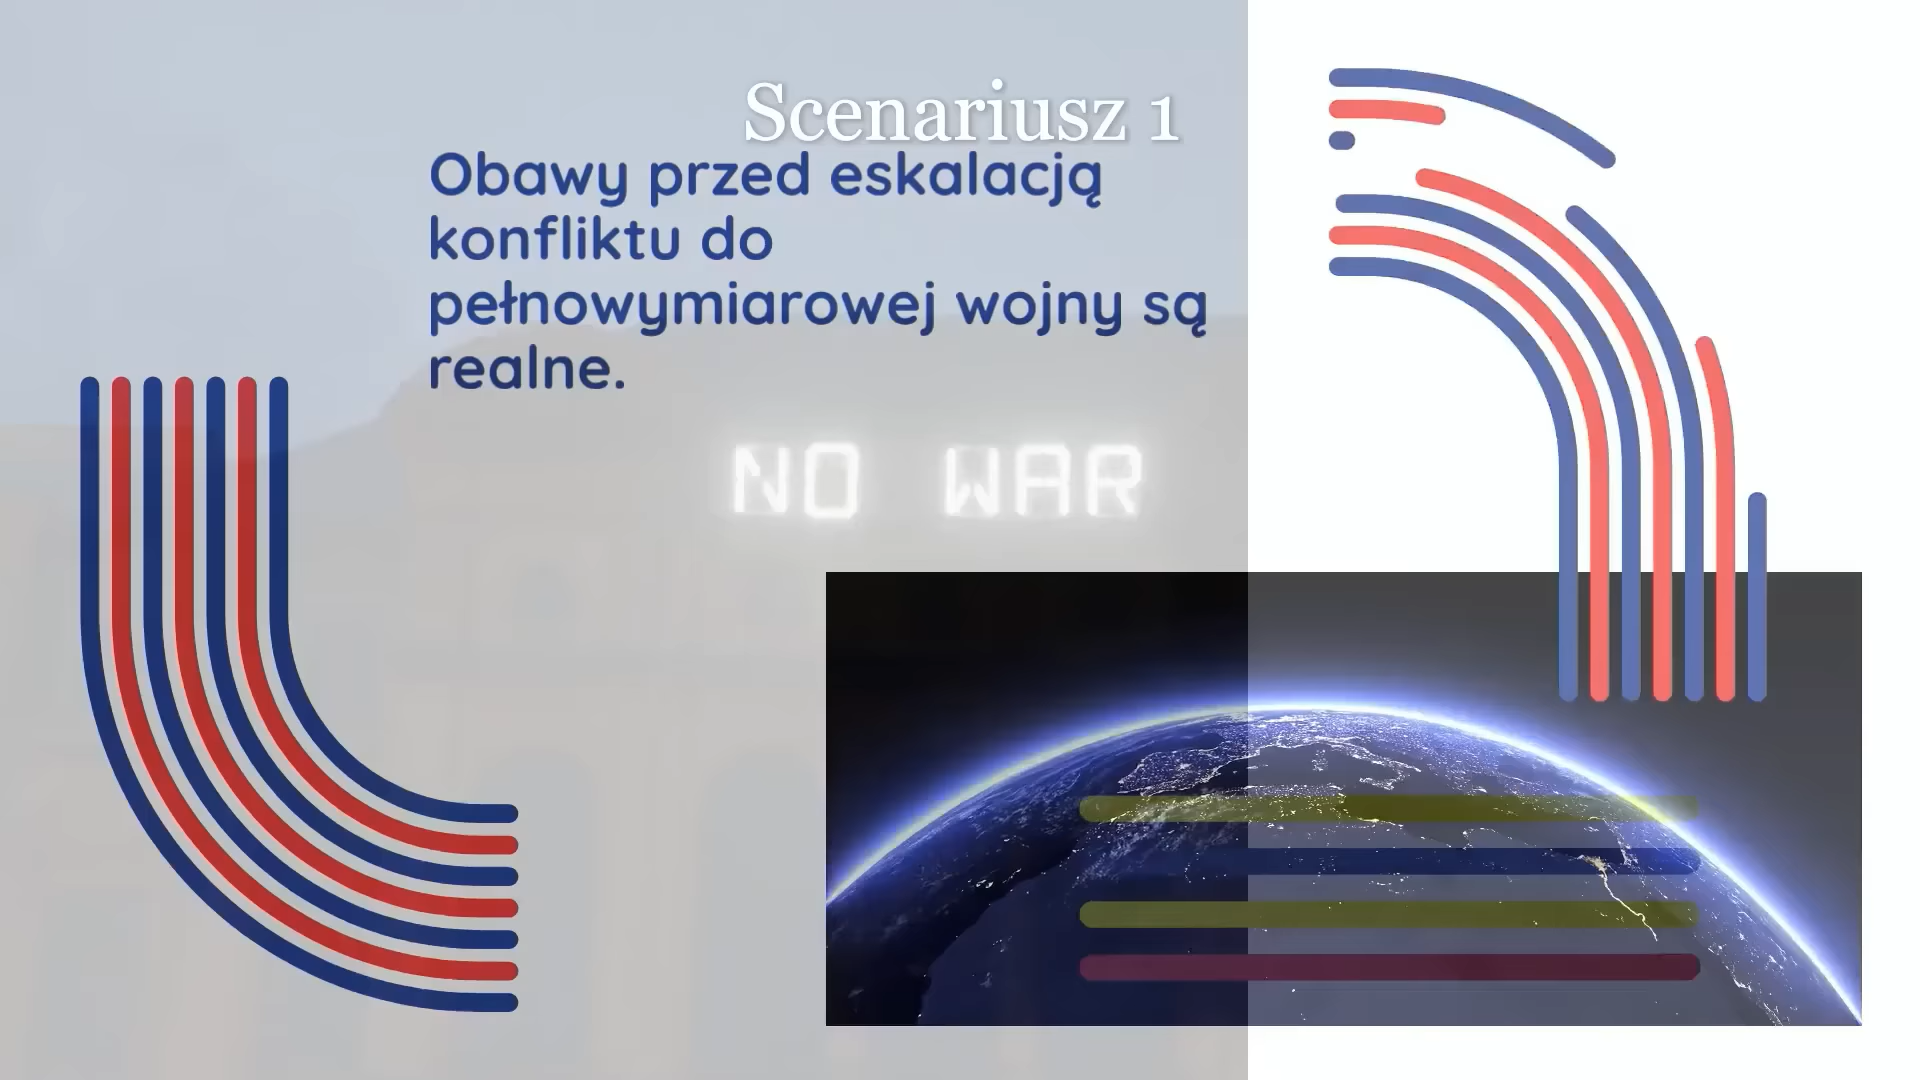 Scenariusz 1
Obawy przed eskalacją
konfliktu do
pełnowymiarowej wojny są
realne.
NO WAR